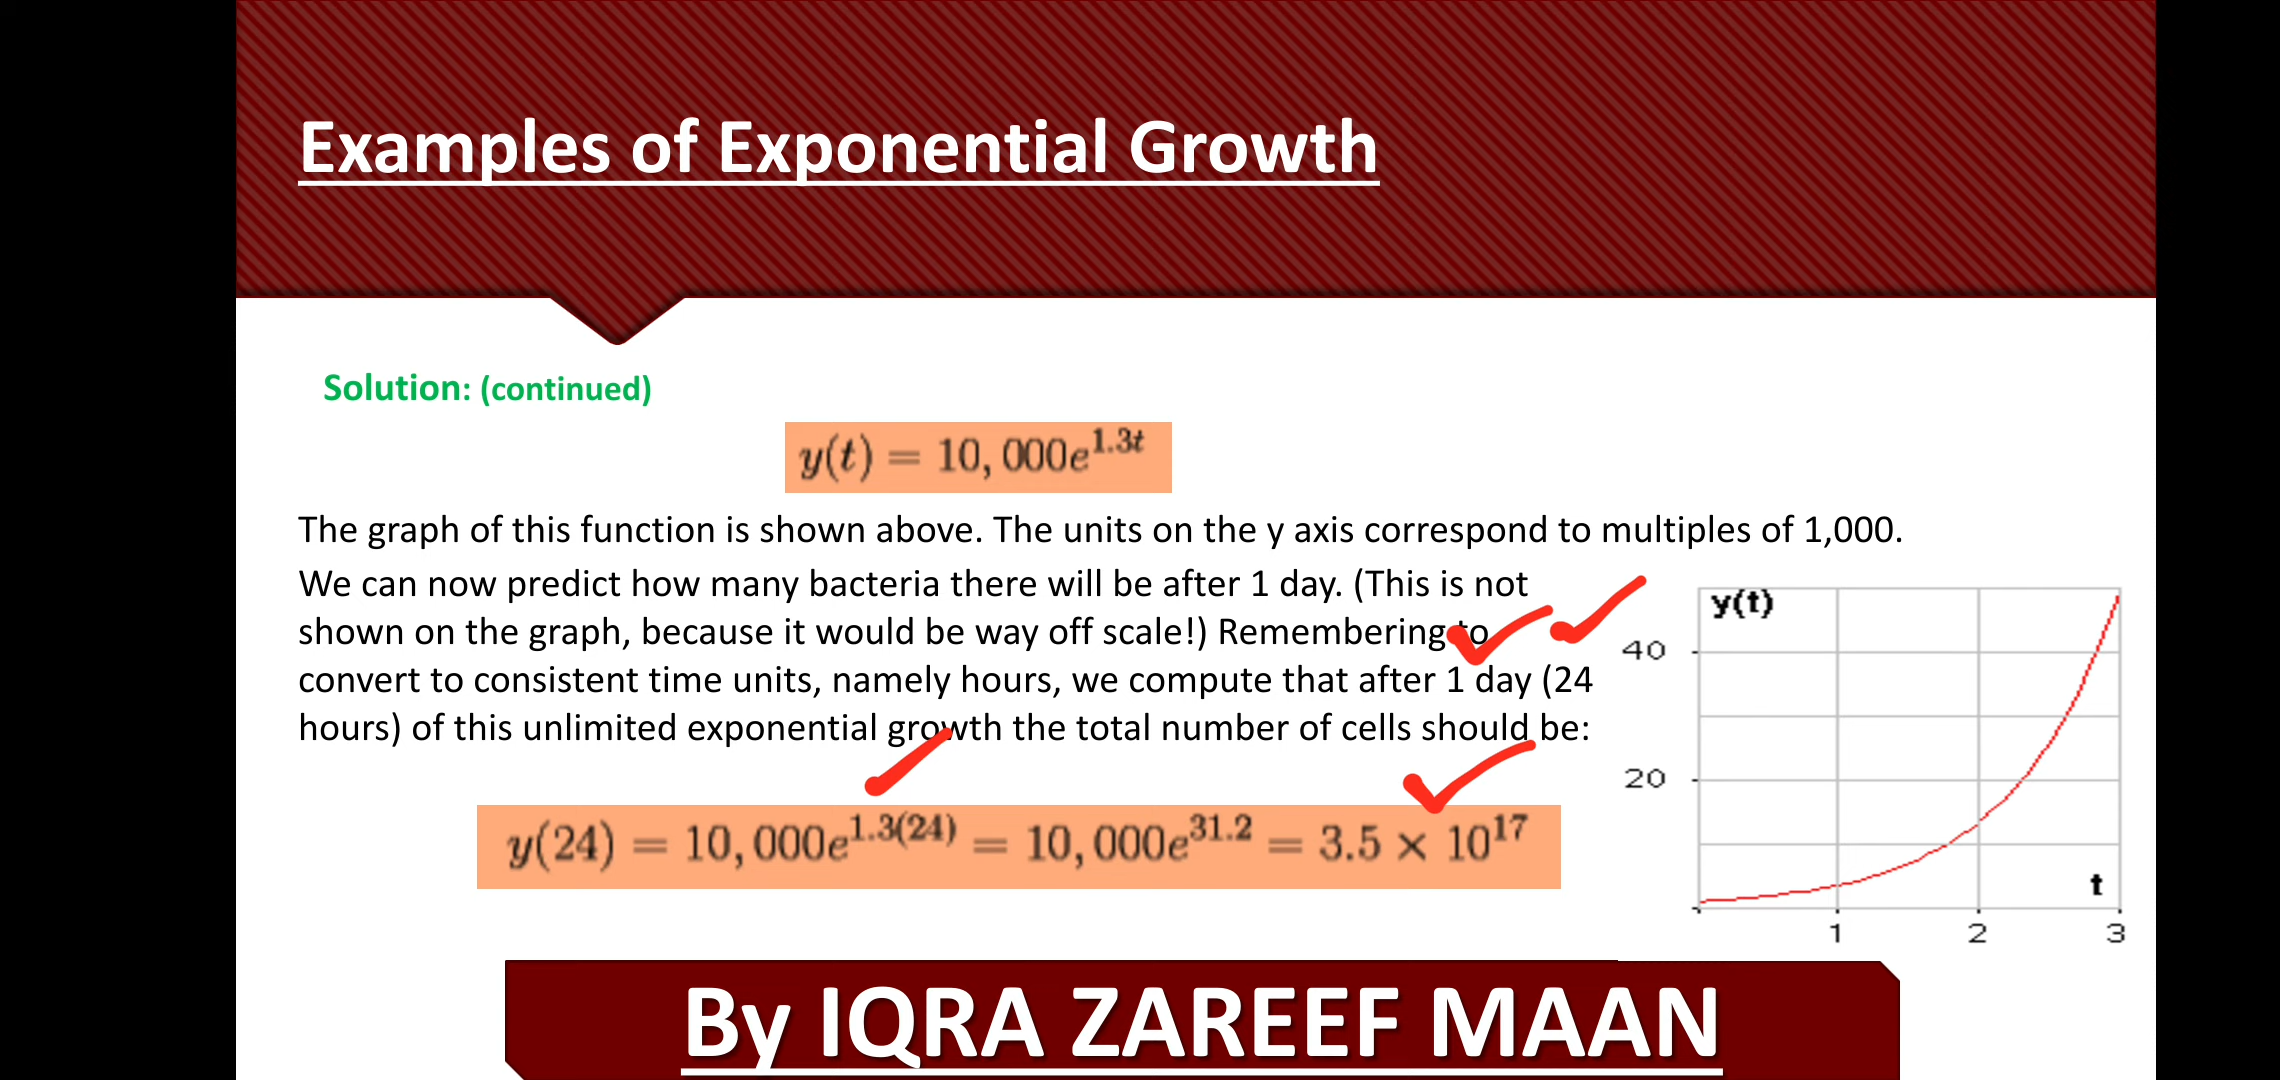 Examples of Exponential Growth
Solution: (continued)
y(t) = 10, 000e^1.3t
The graph of this function is shown above. The units on the y axis correspond to multiples of 1,000.
We can now predict how many bacteria there will be after 1 day. (This is not
shown on the graph, because it would be way off scale!) Remembering to
convert to consistent time units, namely hours, we compute that after 1 day (24
hours) of this unlimited exponential growth the total number of cells should be:
y(24) = 10, 000e^1.3(24) = 10, 000e^31.2 = 3.5 × 10^17
y(t)
40
20
t
1 2 3
By IQRA ZAREEF MAAN